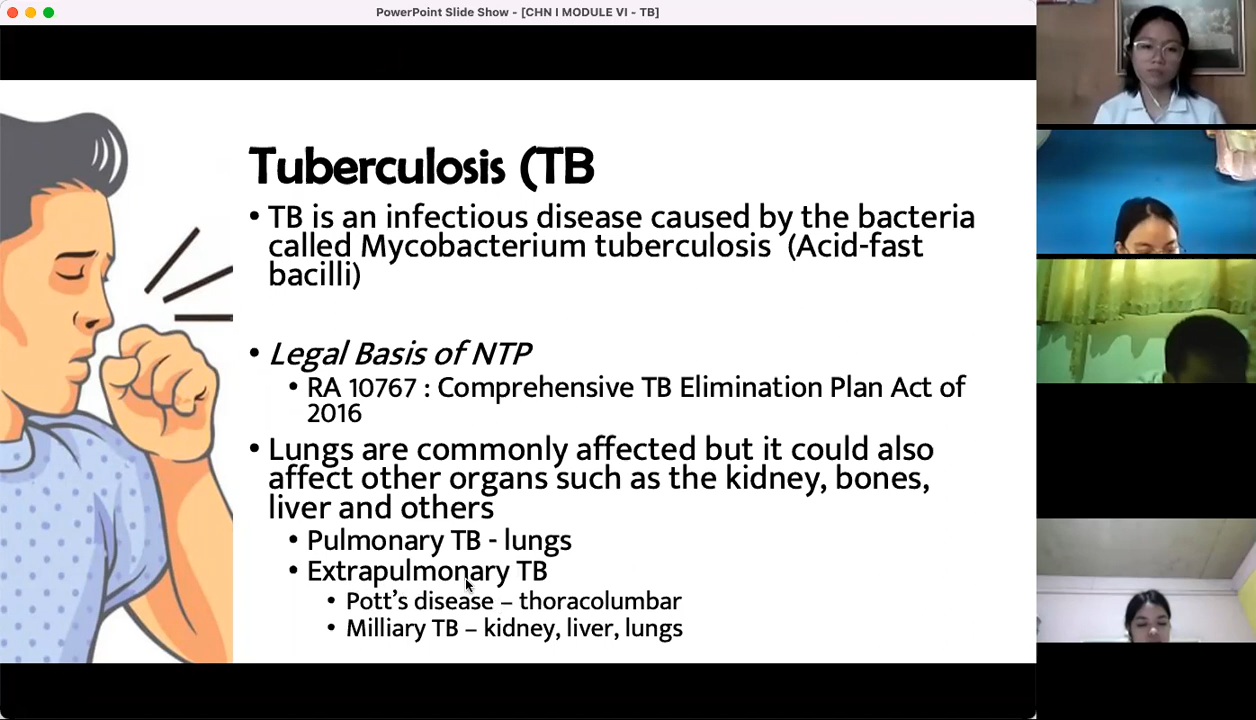 PowerPoint Slide Show - [CHN I MODULE VI - TB]
Tuberculosis (TB
• TB is an infectious disease caused by the bacteria
called Mycobacterium tuberculosis (Acid-fast
bacilli)
• Legal Basis of NTP
• RA 10767 : Comprehensive TB Elimination Plan Act of
2016
• Lungs are commonly affected but it could also
affect other organs such as the kidney, bones,
liver and others
• Pulmonary TB - lungs
• Extrapulmonary TB
• Pott’s disease – thoracolumbar
• Milliary TB – kidney, liver, lungs